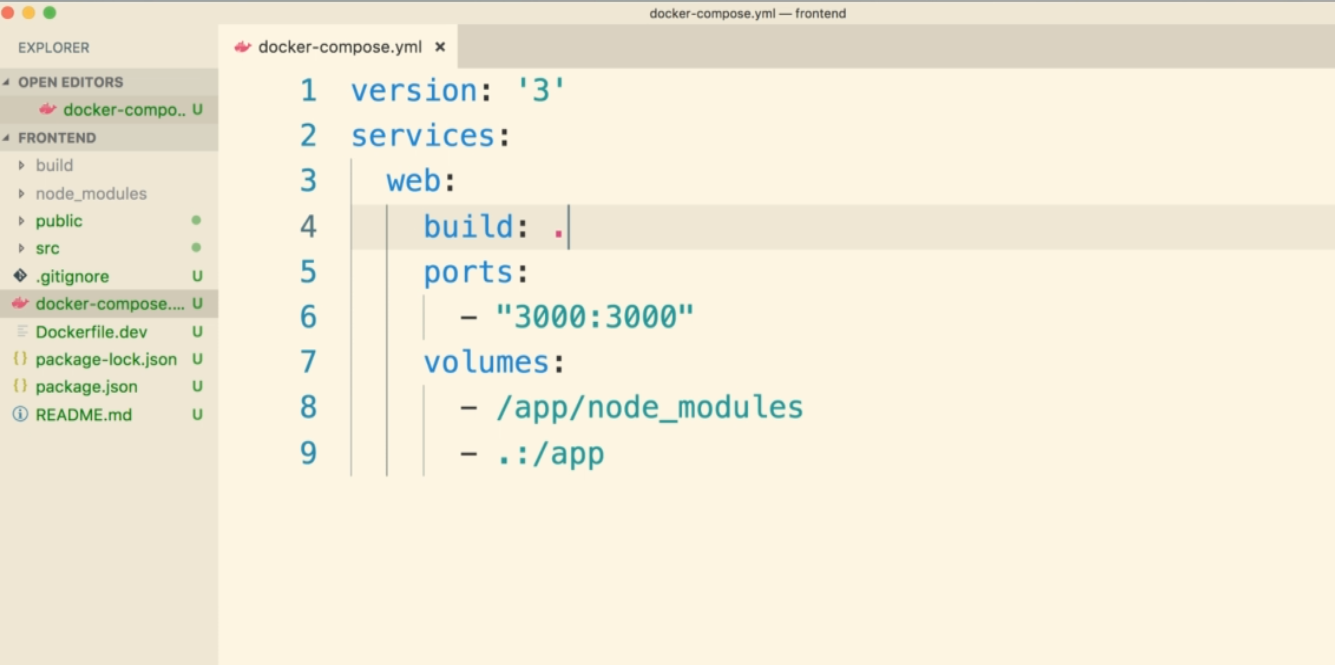 docker-compose.yml — frontend
EXPLORER
OPEN EDITORS
docker-compo.. U
FRONTEND
build
node_modules
public
src
.gitignore U
docker-compose.... U
Dockerfile.dev U
{} package-lock.json U
{} package.json U
README.md U
docker-compose.yml ×
1 version: '3'
2 services:
3   web:
4     build: .
5     ports:
6       - "3000:3000"
7     volumes:
8       - /app/node_modules
9       - .:/app